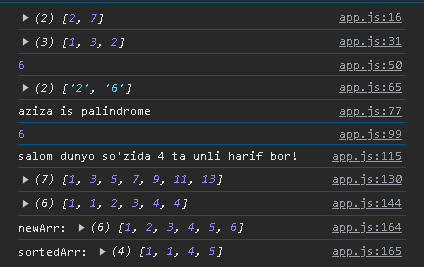 ▶ (2) [2, 7] app.js:16
▶ (3) [1, 3, 2] app.js:31
6 app.js:50
▶ (2) ['2', '6'] app.js:65
aziza is palindrome app.js:77
6 app.js:99
salom dunyo so'zida 4 ta unli harif bor! app.js:115
▶ (7) [1, 3, 5, 7, 9, 11, 13] app.js:130
▶ (6) [1, 1, 2, 3, 4, 4] app.js:144
newArr: ▶ (6) [1, 2, 3, 4, 5, 6] app.js:164
sortedArr: ▶ (4) [1, 1, 4, 5] app.js:165